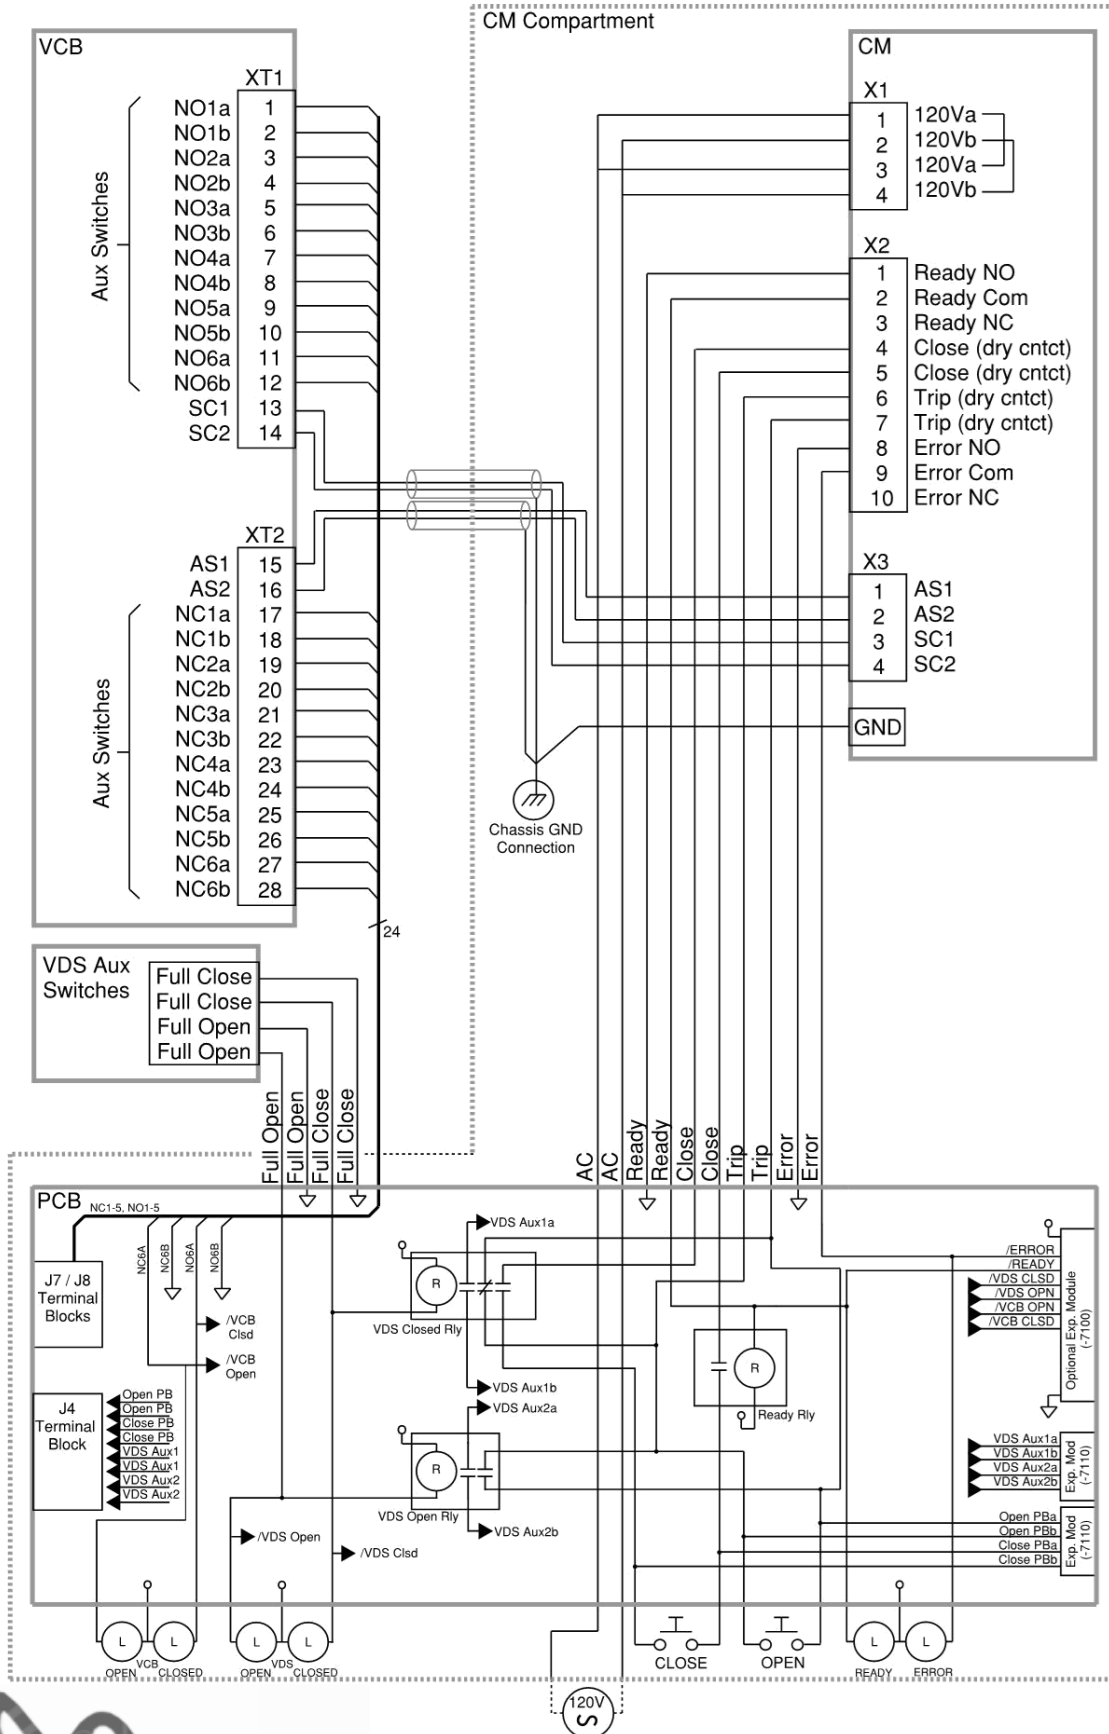 CM Compartment
VCB
XT1
NO1a 1
NO1b 2
NO2a 3
NO2b 4
NO3a 5
NO3b 6
NO4a 7
NO4b 8
NO5a 9
NO5b 10
NO6a 11
NO6b 12
SC1 13
SC2 14
Aux Switches
XT2
AS1 15
AS2 16
NC1a 17
NC1b 18
NC2a 19
NC2b 20
NC3a 21
NC3b 22
NC4a 23
NC4b 24
NC5a 25
NC5b 26
NC6a 27
NC6b 28
Aux Switches
24
CM
X1
1 120Va
2 120Vb
3 120Va
4 120Vb
X2
1 Ready NO
2 Ready Com
3 Ready NC
4 Close (dry cntct)
5 Close (dry cntct)
6 Trip (dry cntct)
7 Trip (dry cntct)
8 Error NO
9 Error Com
10 Error NC
X3
1 AS1
2 AS2
3 SC1
4 SC2
GND
Chassis GND
Connection
VDS Aux
Switches
Full Close
Full Close
Full Open
Full Open
Full Open
Full Open
Full Close
Full Close
AC
AC
Ready
Ready
Close
Close
Trip
Trip
Error
Error
PCB
NC1-5, NO1-5
NC6A
NC6B
NO6A
NO6B
J7 / J8
Terminal
Blocks
/VCB
Clsd
/VCB
Open
J4
Terminal
Block
Open PB
Open PB
Close PB
Close PB
VDS Aux1
VDS Aux1
VDS Aux2
VDS Aux2
VDS Aux1a
R
VDS Closed Rly
VDS Aux1b
VDS Aux2a
R
VDS Open Rly
VDS Aux2b
/VDS Open
/VDS Clsd
R
Ready Rly
/ERROR
/READY
/VDS CLSD
/VDS OPN
/VCB OPN
/VCB CLSD
Optional Exp. Module
(-7100)
VDS Aux1a
VDS Aux1b
VDS Aux2a
VDS Aux2b
Exp. Mod
(-7110)
Open PBa
Open PBb
Close PBa
Close PBb
Exp. Mod
(-7110)
L
L
OPEN VCB CLOSED
L
L
OPEN VDS CLOSED
CLOSE
OPEN
L
L
READY
ERROR
120V